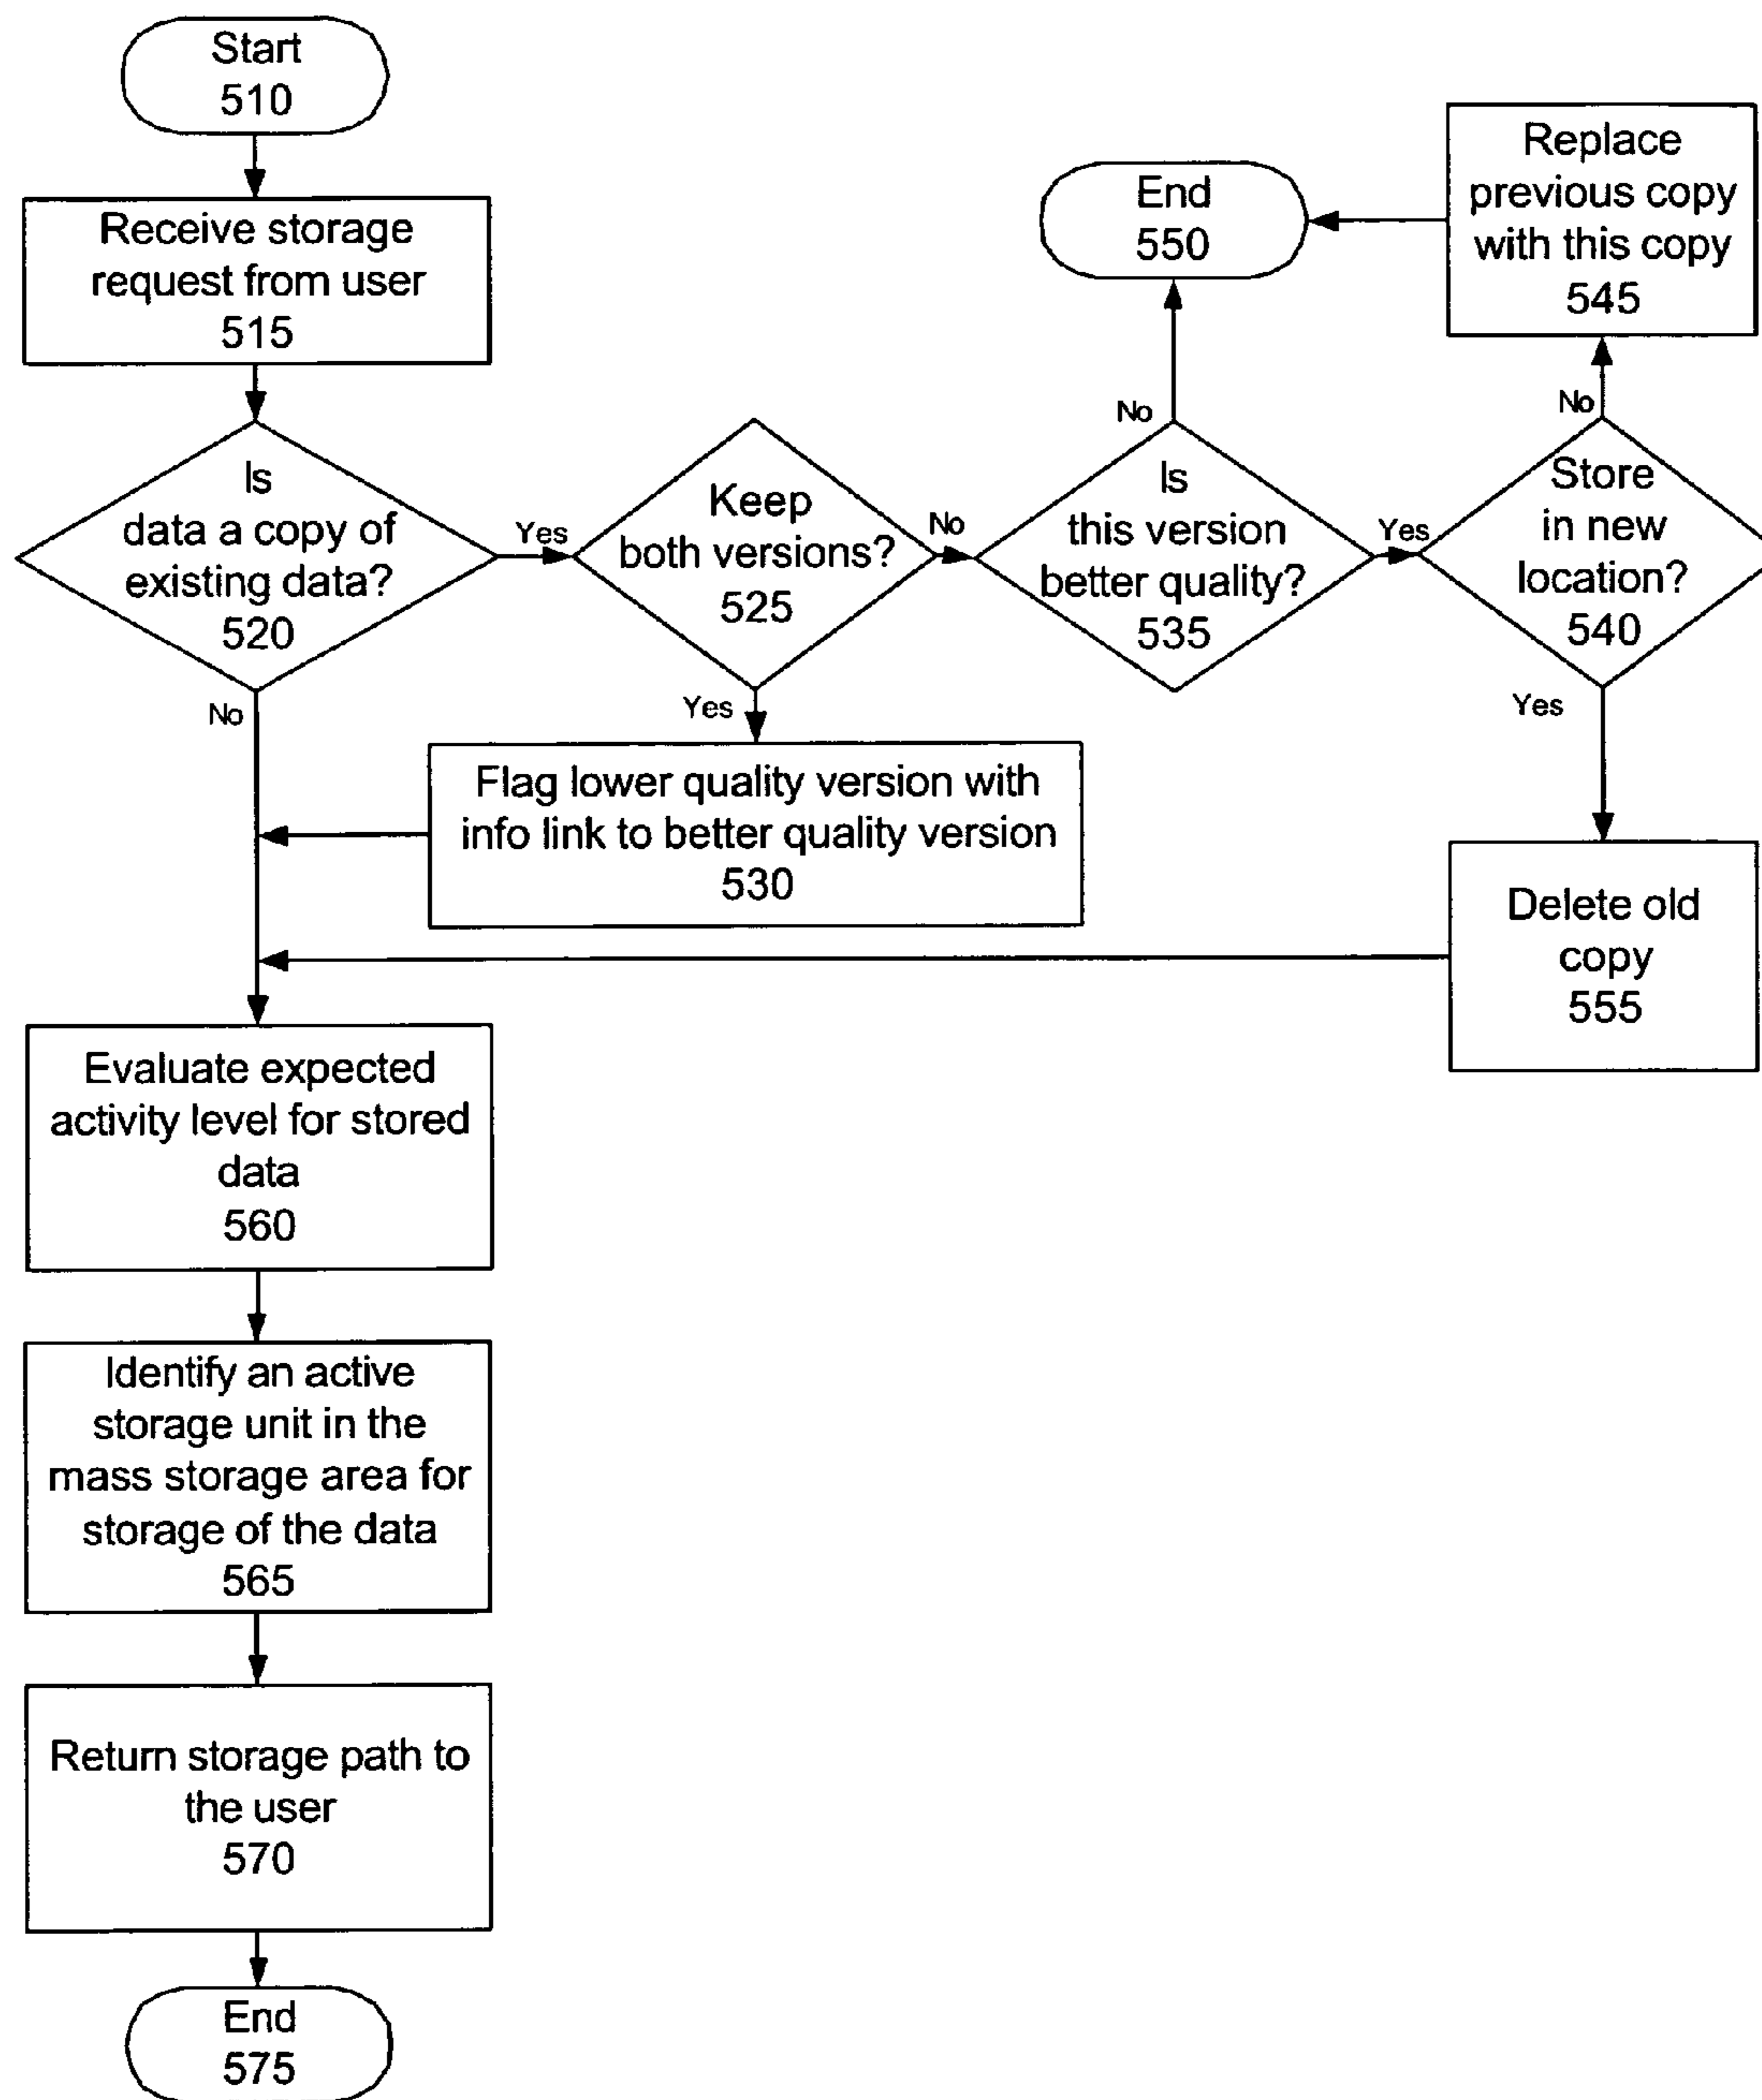 Start
510
Receive storage
request from user
515
Is
data a copy of
existing data?
520
Yes
No
Keep
both versions?
525
No
Yes
Is
this version
better quality?
535
No
Yes
End
550
Store
in new
location?
540
No
Yes
Replace
previous copy
with this copy
545
Flag lower quality version with
info link to better quality version
530
Delete old
copy
555
Evaluate expected
activity level for stored
data
560
Identify an active
storage unit in the
mass storage area for
storage of the data
565
Return storage path to
the user
570
End
575